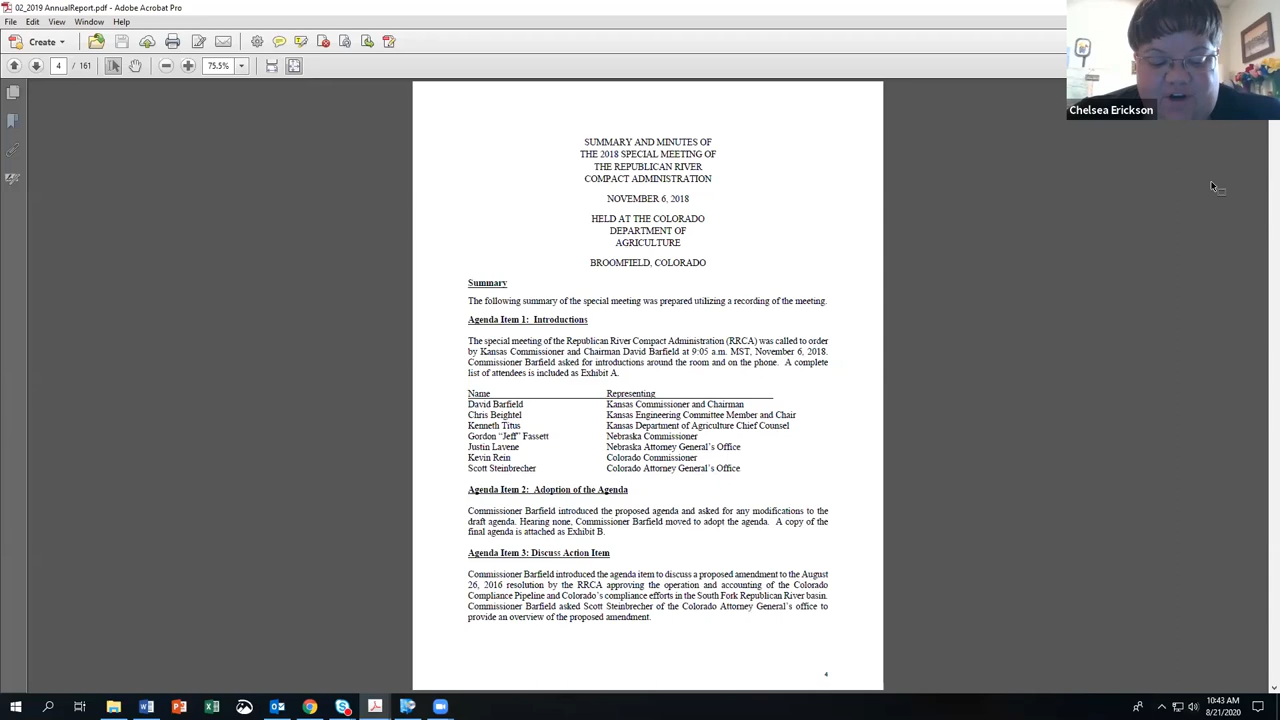 02_2019 AnnualReport.pdf - Adobe Acrobat Pro
File Edit View Window Help
Create
4 / 161 75.5%
Chelsea Erickson
SUMMARY AND MINUTES OF
THE 2018 SPECIAL MEETING OF
THE REPUBLICAN RIVER
COMPACT ADMINISTRATION
NOVEMBER 6, 2018
HELD AT THE COLORADO
DEPARTMENT OF
AGRICULTURE
BROOMFIELD, COLORADO
Summary
The following summary of the special meeting was prepared utilizing a recording of the meeting.
Agenda Item 1: Introductions
The special meeting of the Republican River Compact Administration (RRCA) was called to order
by Kansas Commissioner and Chairman David Barfield at 9:05 a.m. MST, November 6, 2018.
Commissioner Barfield asked for introductions around the room and on the phone. A complete
list of attendees is included as Exhibit A.
Name Representing
David Barfield Kansas Commissioner and Chairman
Chris Beightel Kansas Engineering Committee Member and Chair
Kenneth Titus Kansas Department of Agriculture Chief Counsel
Gordon “Jeff” Fassett Nebraska Commissioner
Justin Lavene Nebraska Attorney General’s Office
Kevin Rein Colorado Commissioner
Scott Steinbrecher Colorado Attorney General’s Office
Agenda Item 2: Adoption of the Agenda
Commissioner Barfield introduced the proposed agenda and asked for any modifications to the
draft agenda. Hearing none, Commissioner Barfield moved to adopt the agenda. A copy of the
final agenda is attached as Exhibit B.
Agenda Item 3: Discuss Action Item
Commissioner Barfield introduced the agenda item to discuss a proposed amendment to the August
26, 2016 resolution by the RRCA approving the operation and accounting of the Colorado
Compliance Pipeline and Colorado’s compliance efforts in the South Fork Republican River basin.
Commissioner Barfield asked Scott Steinbrecher of the Colorado Attorney General’s office to
provide an overview of the proposed amendment.
4
10:43 AM
8/21/2020